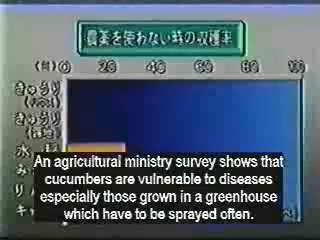 農薬を使わない時の収穫率
(%) 0 20 40 60 80 100
きゅうり
きゅうり
水
み
り
キャ
An agricultural ministry survey shows that
cucumbers are vulnerable to diseases
especially those grown in a greenhouse
which have to be sprayed often.